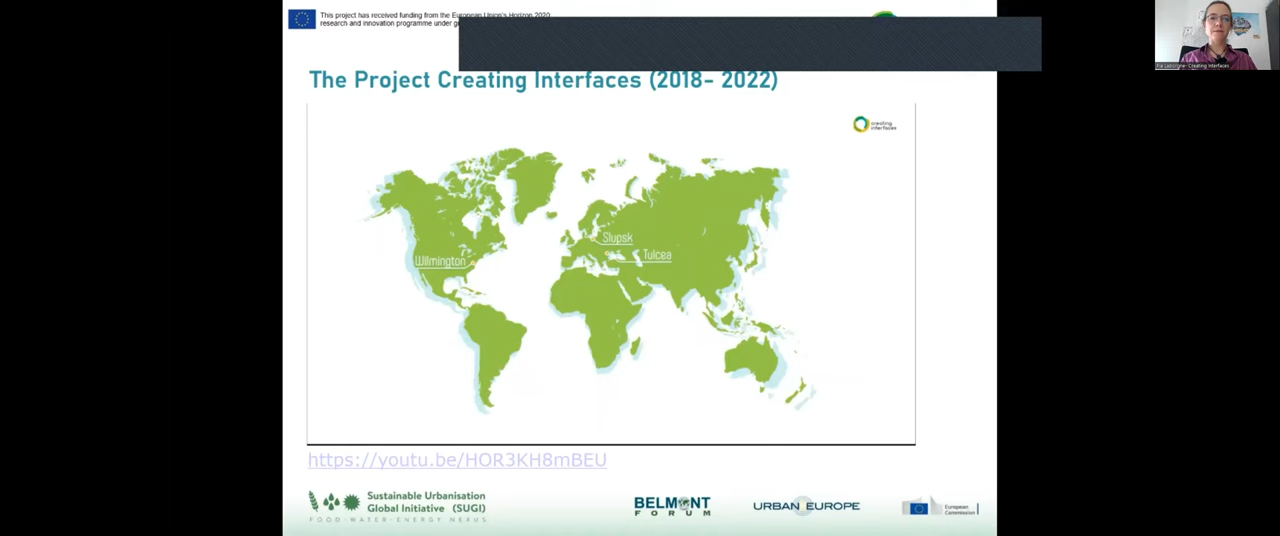 This project has received funding from the European Union's Horizon 2020
research and innovation programme under
The Project Creating Interfaces (2018- 2022)
creating
interfaces
Slupsk
Tulcea
Wilmington
https://youtu.be/HOR3KH8mBEU
Sustainable Urbanisation
Global Initiative (SUGI)
FOOD-WATER-ENERGY NEXUS
BELMONT
FORUM
URBAN EUROPE
European
Commission
Creating Interfaces